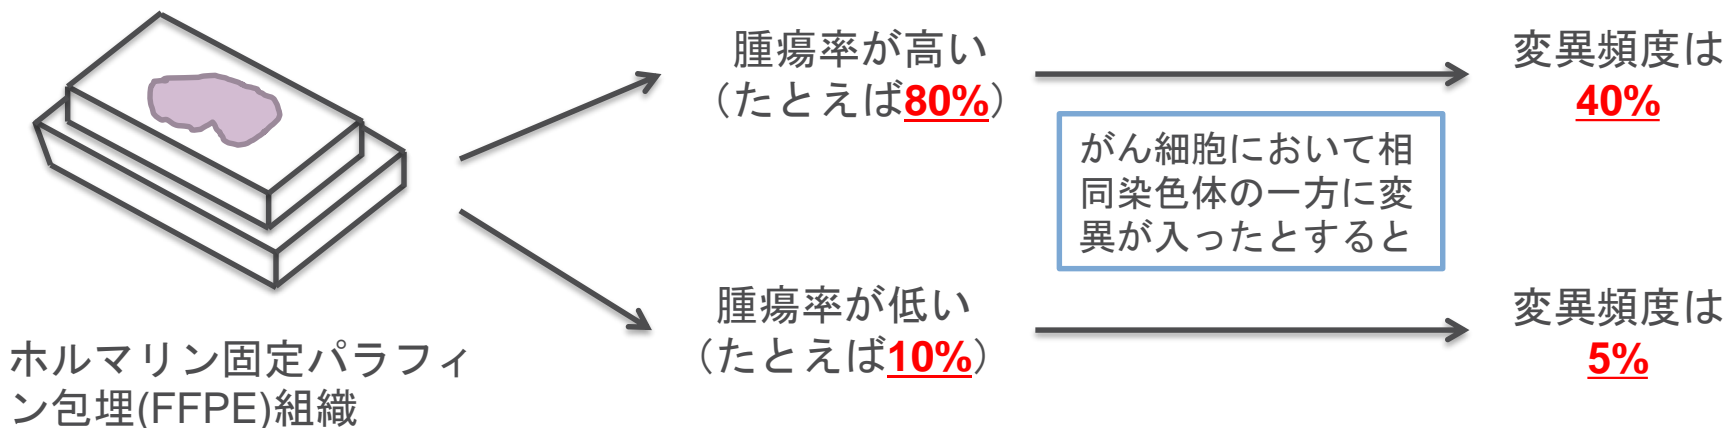 腫瘍率が高い
（たとえば80%）
変異頻度は
40%
がん細胞において相
同染色体の一方に変
異が入ったとすると
腫瘍率が低い
（たとえば10%）
変異頻度は
5%
ホルマリン固定パラフィ
ン包埋(FFPE)組織